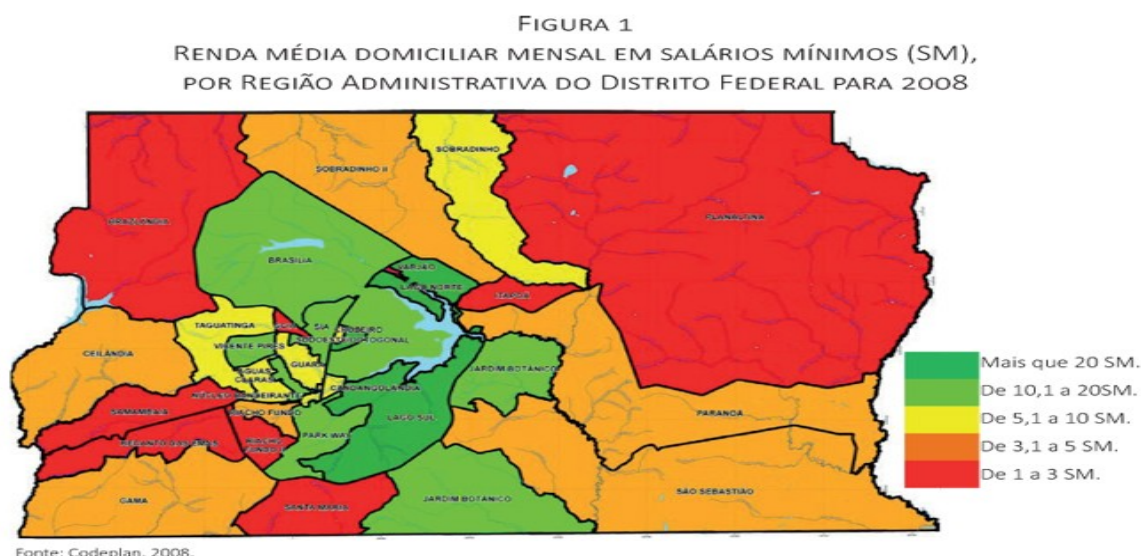 FIGURA 1
RENDA MÉDIA DOMICILIAR MENSAL EM SALÁRIOS MÍNIMOS (SM),
POR REGIÃO ADMINISTRATIVA DO DISTRITO FEDERAL PARA 2008
SOBRADINHO
SOBRADINHO II
PLANALTINA
BRAZLÂNDIA
BRASÍLIA
VARJÃO
LAGO NORTE
ITAPOÃ
TAGUATINGA
SIA
CRUZEIRO
VICENTE PIRES
CEILÂNDIA
GUARÁ
JARDIM BOTÂNICO
ÁGUAS
CLARAS
CANDANGOLÂNDIA
SAMAMBAIA
RIACHO FUNDO
LAGO SUL
PARANOÁ
RECANTO DAS EMAS
RIACHO
FUNDO II
PARK WAY
GAMA
SANTA MARIA
JARDIM BOTÂNICO
SÃO SEBASTIÃO
Mais que 20 SM.
De 10,1 a 20SM.
De 5,1 a 10 SM.
De 3,1 a 5 SM.
De 1 a 3 SM.
Fonte: Codeplan, 2008.